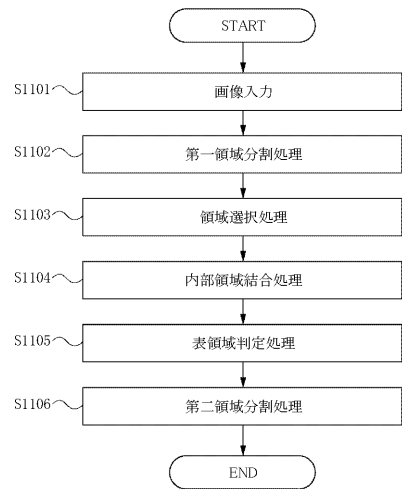 START
S1101 画像入力
S1102 第一領域分割処理
S1103 領域選択処理
S1104 内部領域結合処理
S1105 表領域判定処理
S1106 第二領域分割処理
END